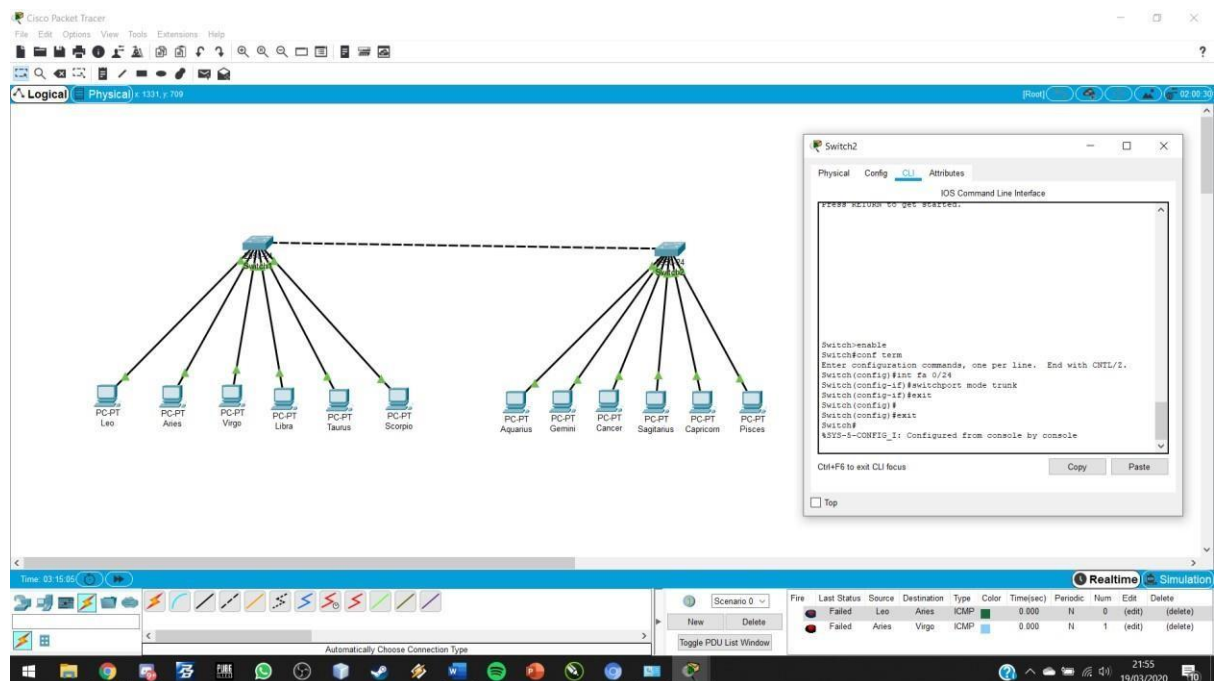 Cisco Packet Tracer
File Edit Options View Tools Extensions Help
?
Logical Physical x: 1331, y: 709 [Root] 02:00:30
Switch2
Physical Config CLI Attributes
IOS Command Line Interface
Press RETURN to get started.
Switch>enable
Switch#conf term
Enter configuration commands, one per line. End with CNTL/Z.
Switch(config)#int fa 0/24
Switch(config-if)#switchport mode trunk
Switch(config-if)#exit
Switch(config)#
Switch(config)#exit
Switch#
%SYS-5-CONFIG_I: Configured from console by console
Ctrl+F6 to exit CLI focus Copy Paste
Top
PC-PT Leo
PC-PT Aries
PC-PT Virgo
PC-PT Libra
PC-PT Taurus
PC-PT Scorpio
PC-PT Aquarius
PC-PT Gemini
PC-PT Cancer
PC-PT Sagitarius
PC-PT Capricorn
PC-PT Pisces
Time: 03:15:05 Realtime Simulation
Scenario 0
New Delete
Toggle PDU List Window
Fire Last Status Source Destination Type Color Time(sec) Periodic Num Edit Delete
Failed Leo Aries ICMP 0.000 N 0 (edit) (delete)
Failed Aries Virgo ICMP 0.000 N 1 (edit) (delete)
Automatically Choose Connection Type
21:55
19/03/2020